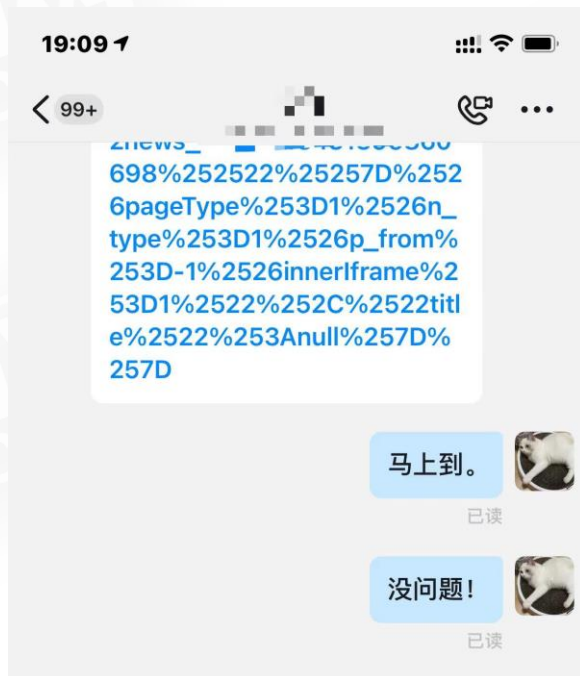 19:09
99+
698%252522%25257D%252
6pageType%253D1%2526n_
type%253D1%2526p_from%
253D-1%2526innerIframe%2
53D1%2522%252C%2522titl
e%2522%253Anull%257D%
257D
马上到。
已读
没问题!
已读